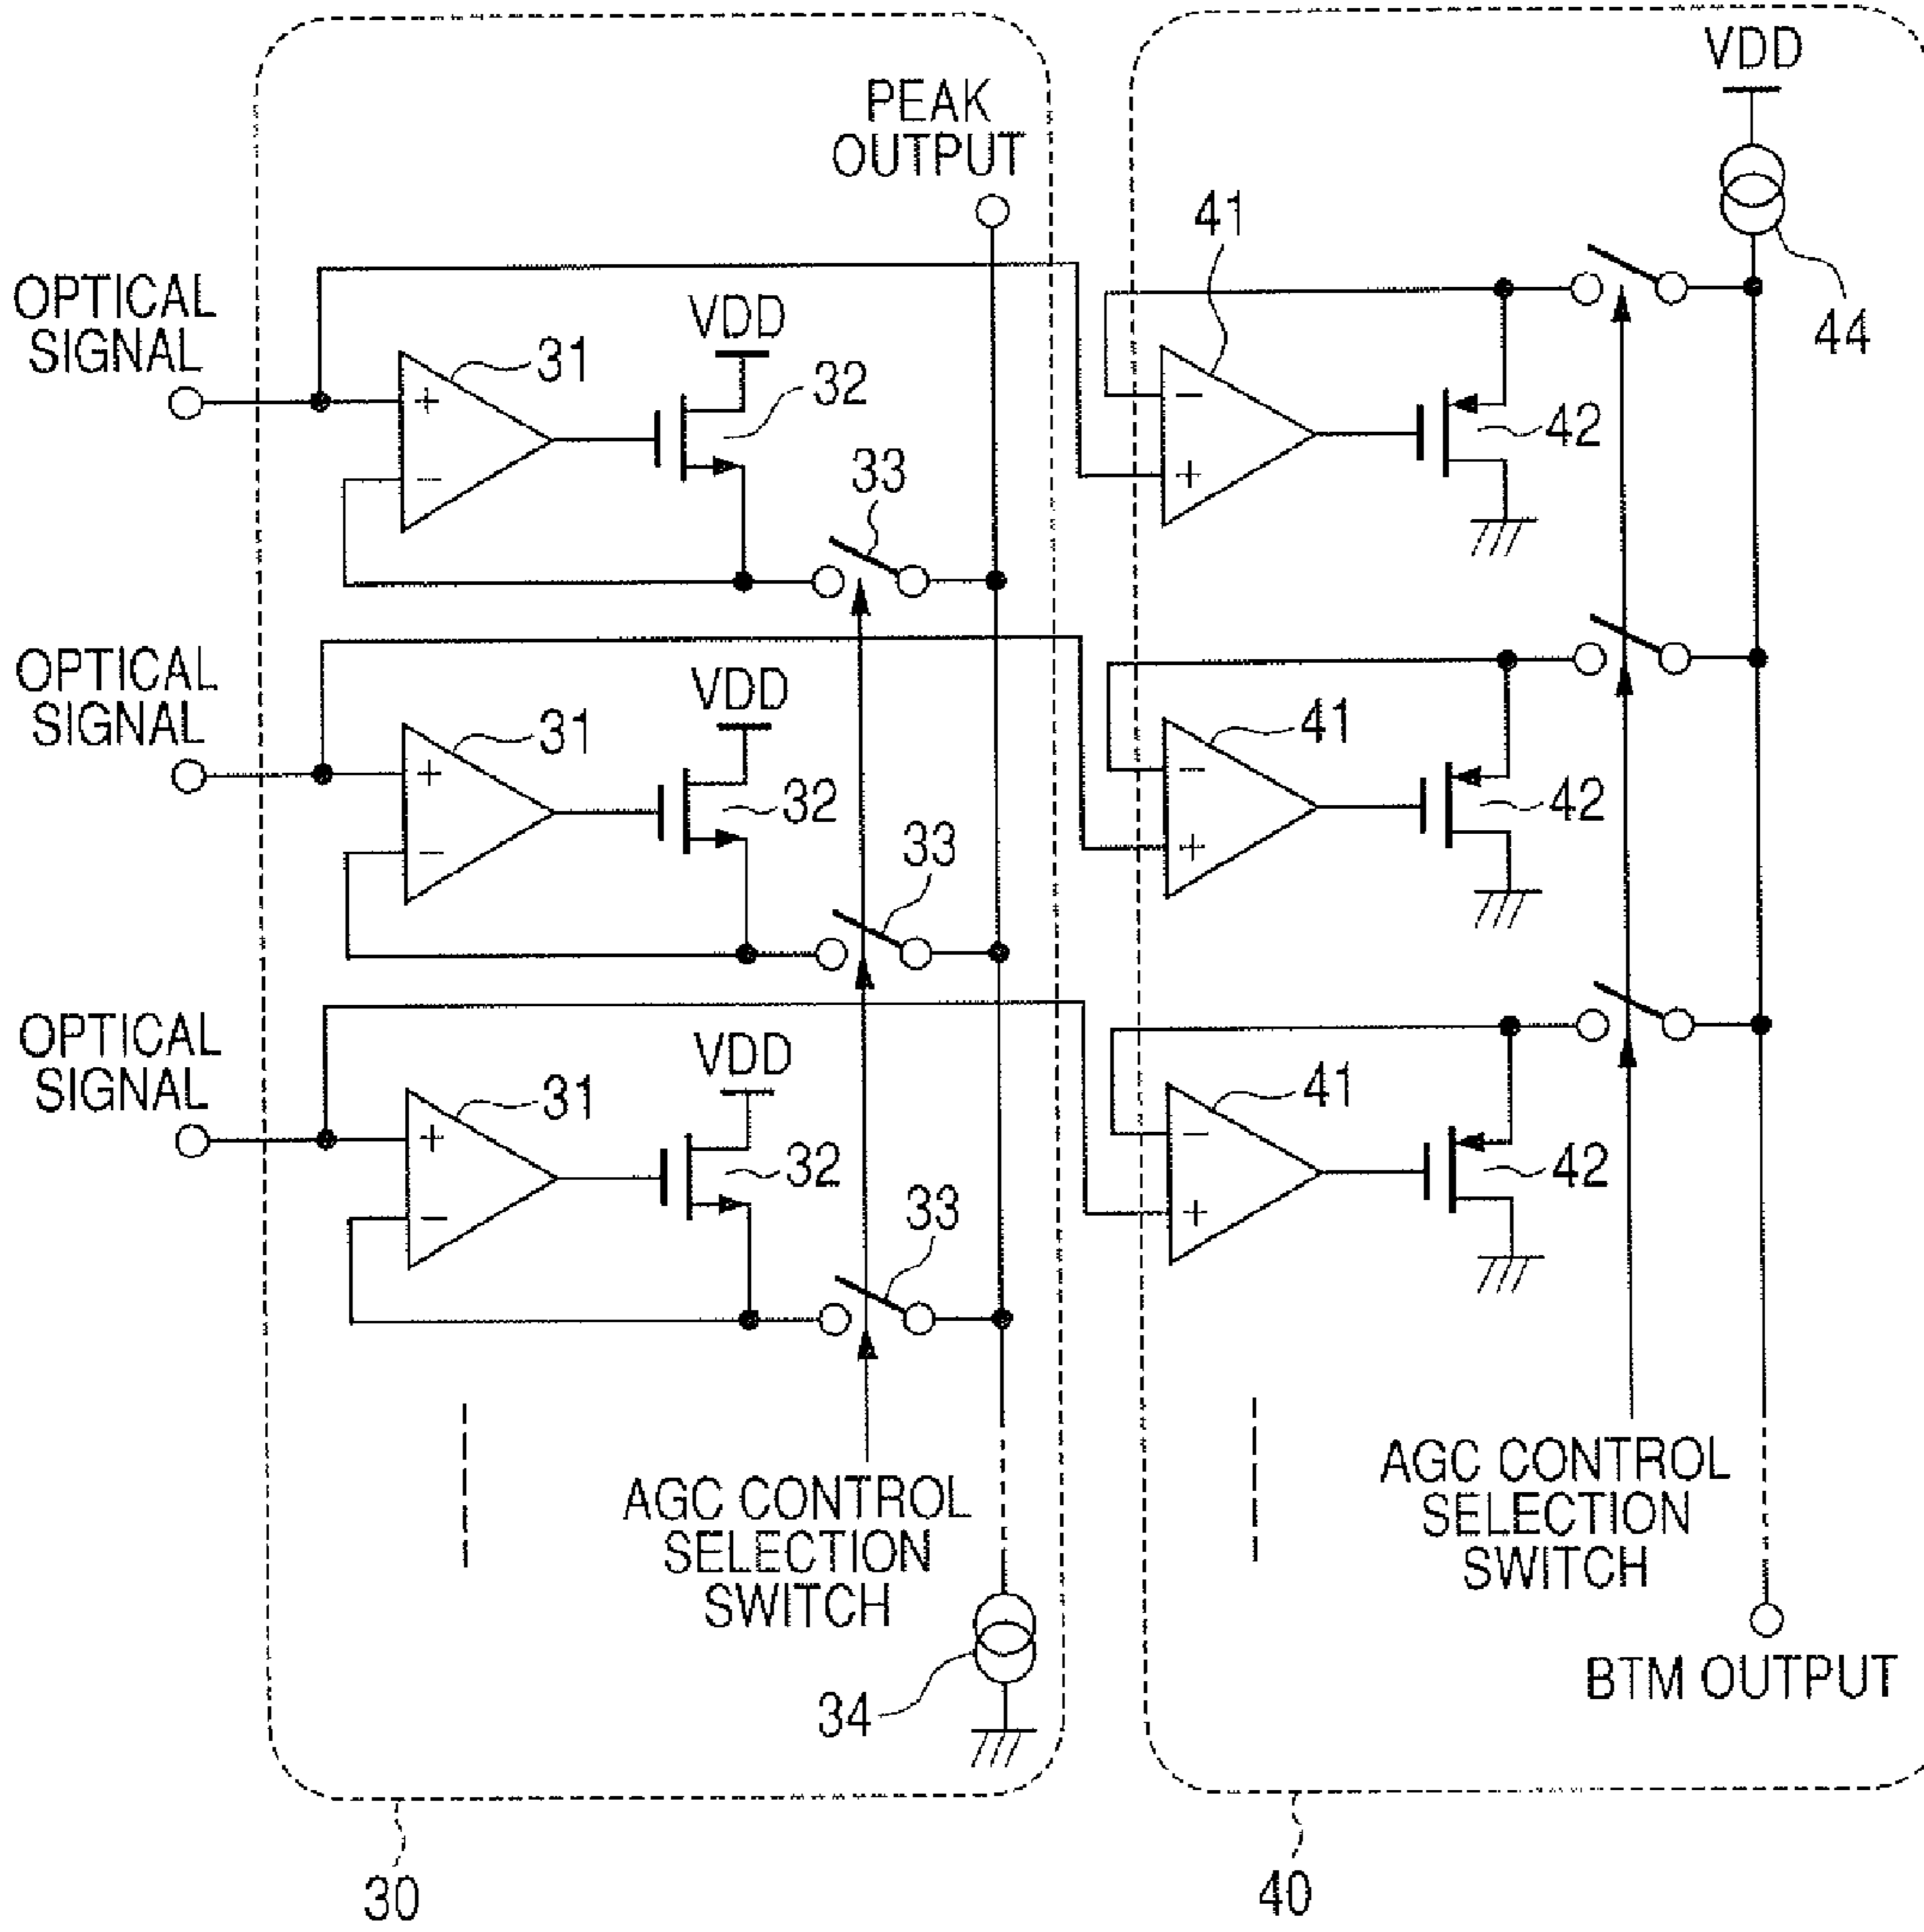 VDD
PEAK
OUTPUT
41
OPTICAL
SIGNAL
VDD
44
31
32
42
+
−
−
+
33
OPTICAL
SIGNAL
VDD
31
41
32
42
+
−
−
+
33
OPTICAL
SIGNAL
VDD
31
41
32
42
+
−
−
+
33
AGC CONTROL
SELECTION
SWITCH
AGC CONTROL
SELECTION
SWITCH
34
BTM OUTPUT
30
40